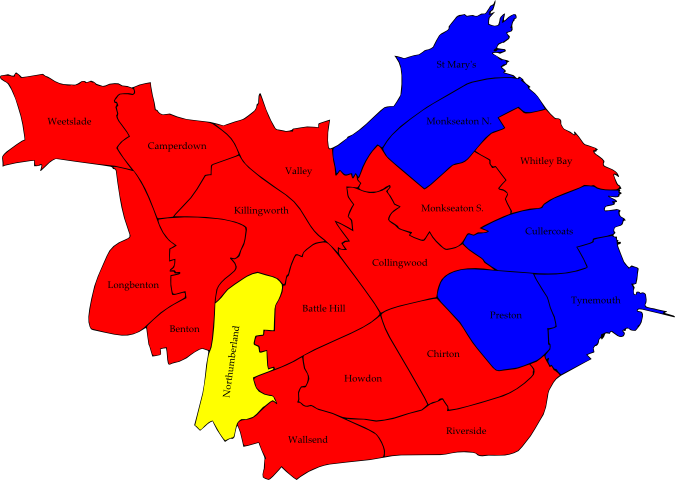 St Mary's
Monkseaton N.
Weetslade
Camperdown
Whitley Bay
Valley
Killingworth
Monkseaton S.
Cullercoats
Collingwood
Longbenton
Tynemouth
Battle Hill
Preston
Benton
Northumberland
Chirton
Howdon
Riverside
Wallsend